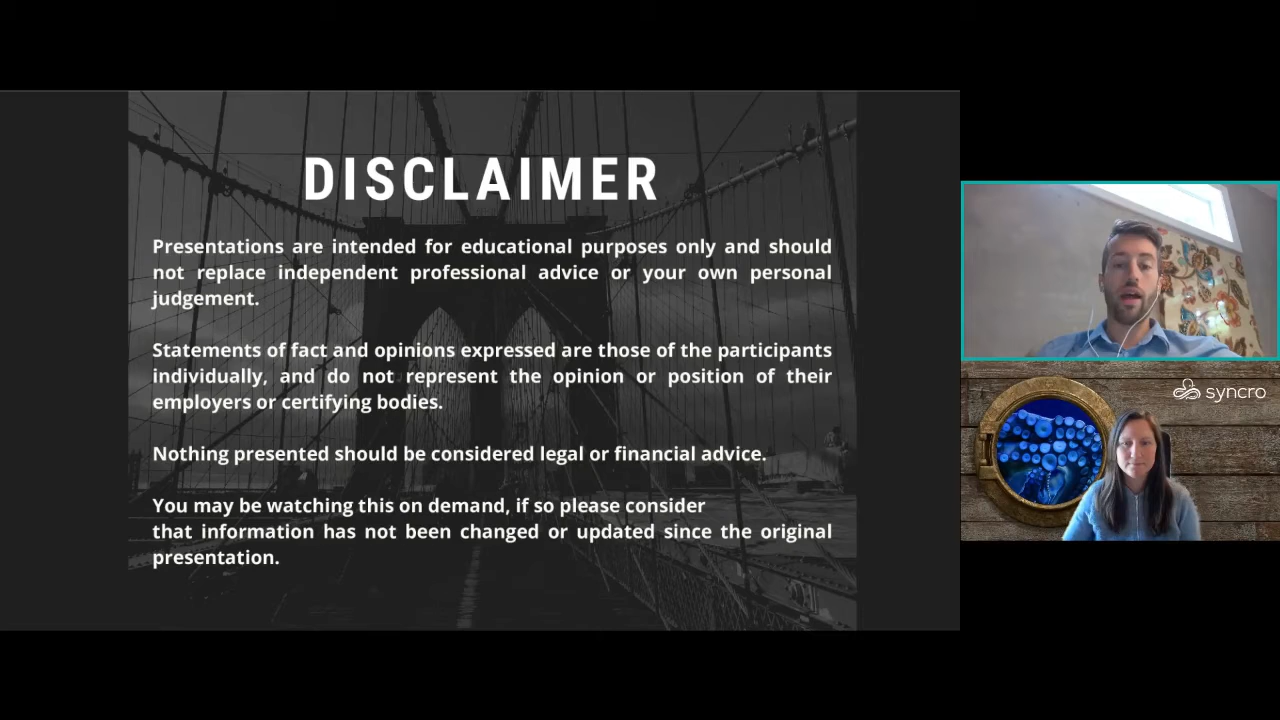 DISCLAIMER
Presentations are intended for educational purposes only and should
not replace independent professional advice or your own personal
judgement.
Statements of fact and opinions expressed are those of the participants
individually, and do not represent the opinion or position of their
employers or certifying bodies.
Nothing presented should be considered legal or financial advice.
You may be watching this on demand, if so please consider
that information has not been changed or updated since the original
presentation.
syncro